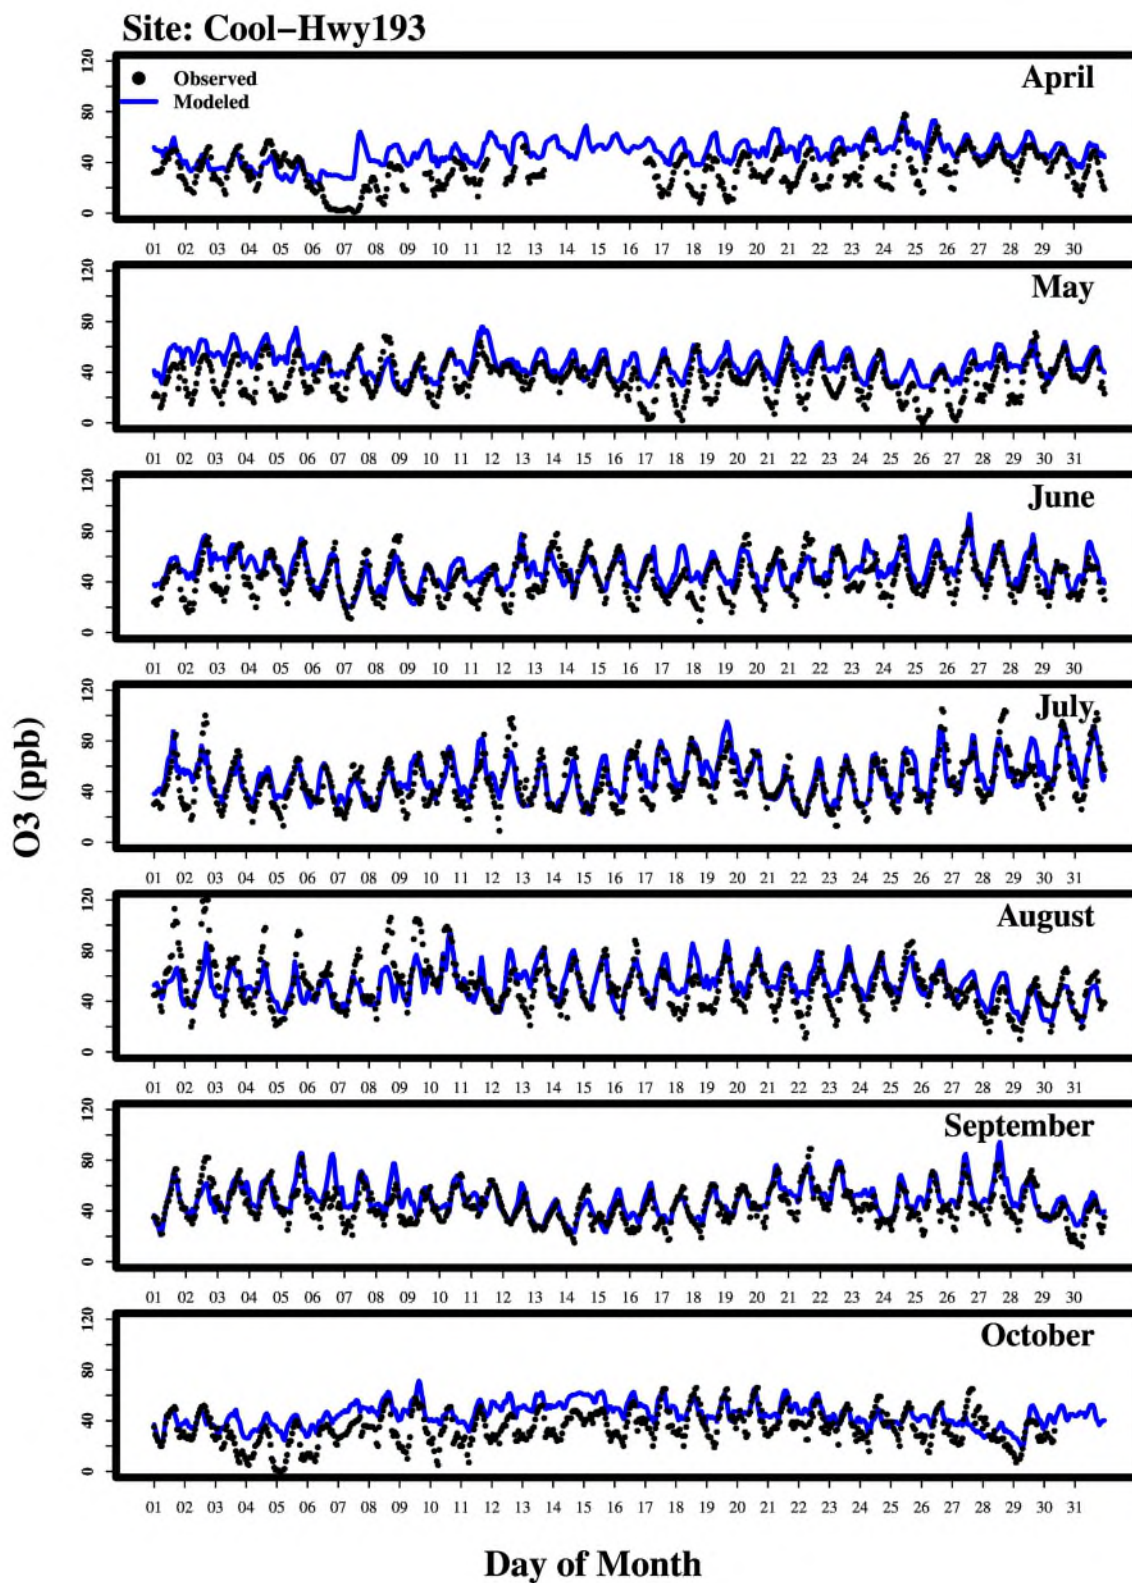 Site: Cool-Hwy193
Observed
Modeled
April
0 40 80 120
01 02 03 04 05 06 07 08 09 10 11 12 13 14 15 16 17 18 19 20 21 22 23 24 25 26 27 28 29 30
May
0 40 80 120
01 02 03 04 05 06 07 08 09 10 11 12 13 14 15 16 17 18 19 20 21 22 23 24 25 26 27 28 29 30 31
June
0 40 80 120
01 02 03 04 05 06 07 08 09 10 11 12 13 14 15 16 17 18 19 20 21 22 23 24 25 26 27 28 29 30
July
0 40 80 120
01 02 03 04 05 06 07 08 09 10 11 12 13 14 15 16 17 18 19 20 21 22 23 24 25 26 27 28 29 30 31
August
0 40 80 120
01 02 03 04 05 06 07 08 09 10 11 12 13 14 15 16 17 18 19 20 21 22 23 24 25 26 27 28 29 30 31
September
0 40 80 120
01 02 03 04 05 06 07 08 09 10 11 12 13 14 15 16 17 18 19 20 21 22 23 24 25 26 27 28 29 30
October
0 40 80 120
01 02 03 04 05 06 07 08 09 10 11 12 13 14 15 16 17 18 19 20 21 22 23 24 25 26 27 28 29 30 31
O3 (ppb)
Day of Month